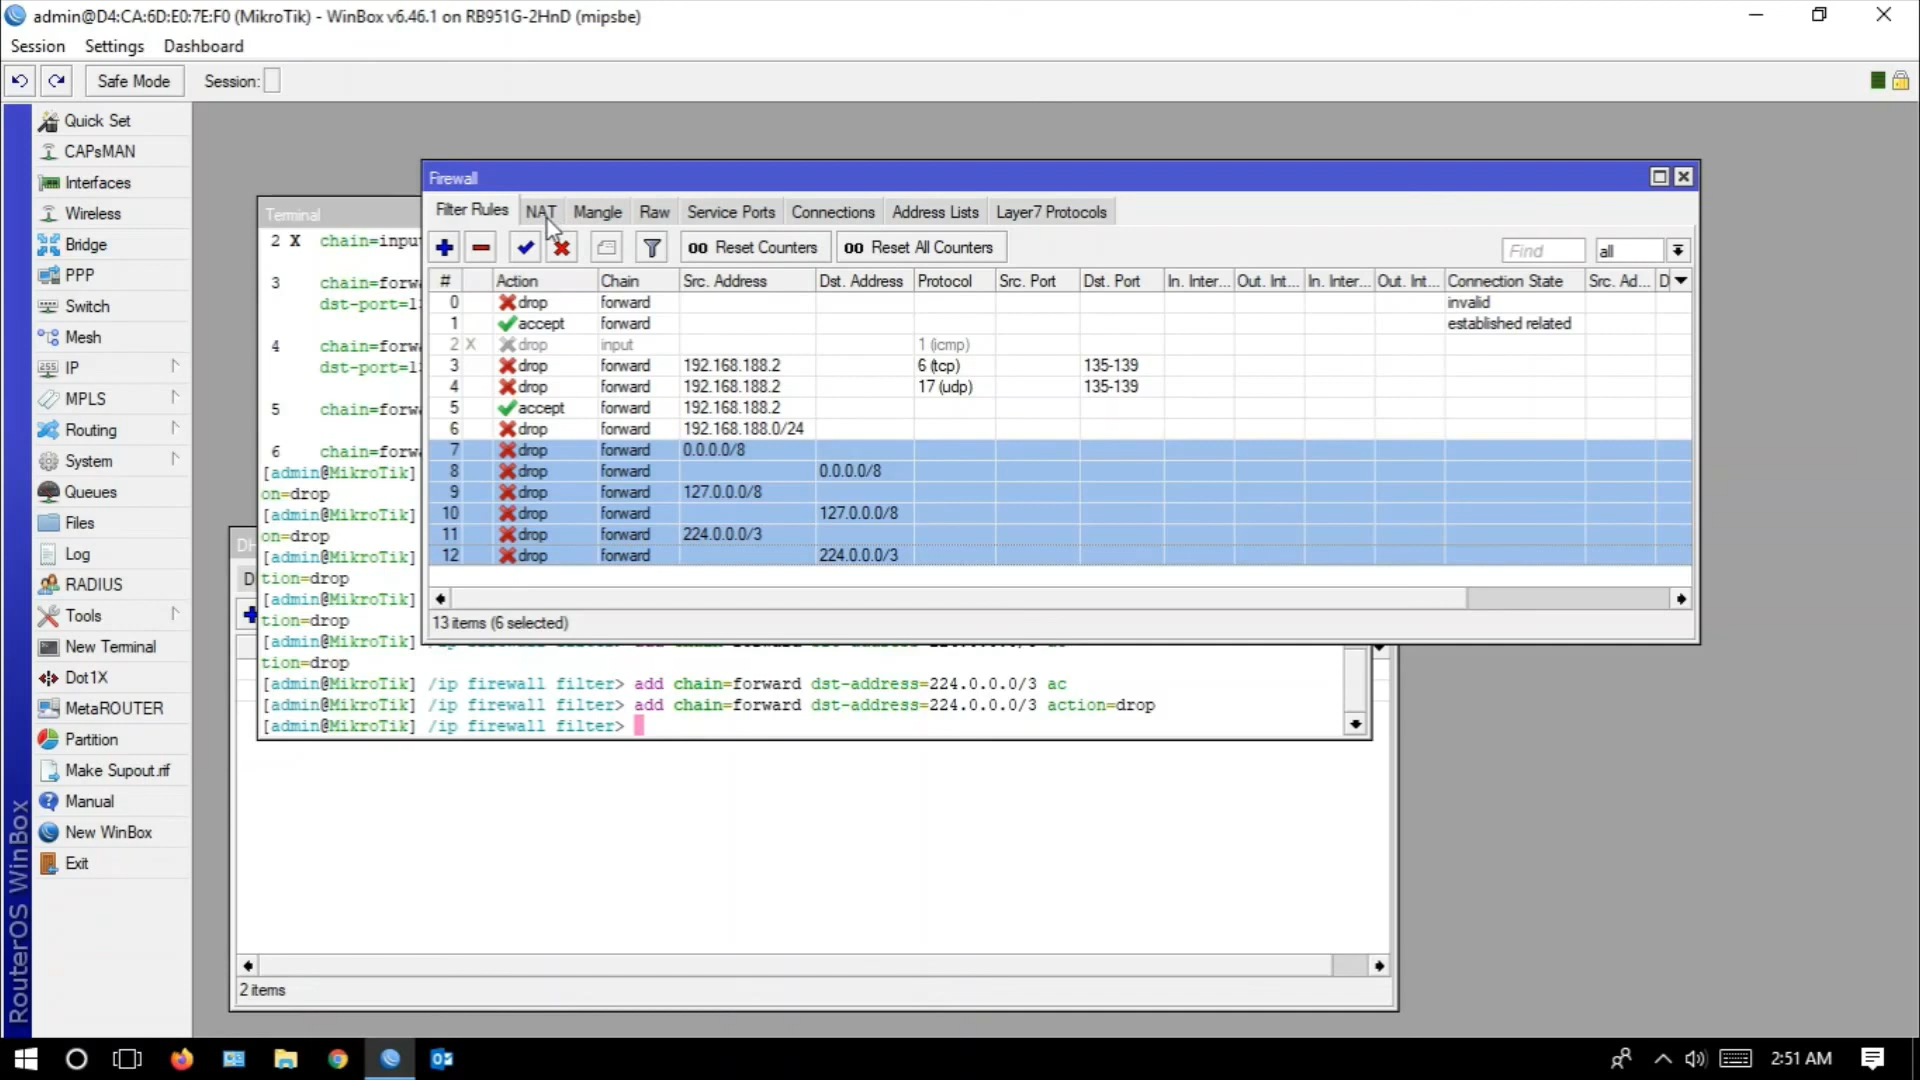 admin@D4:CA:6D:E0:7E:F0 (MikroTik) - WinBox v6.46.1 on RB951G-2HnD (mipsbe)
Session Settings Dashboard
Safe Mode Session:
Quick Set
CAPsMAN
Interfaces
Wireless
Bridge
PPP
Switch
Mesh
IP
MPLS
Routing
System
Queues
Files
Log
RADIUS
Tools
New Terminal
Dot1X
MetaROUTER
Partition
Make Supout.rif
Manual
New WinBox
Exit
RouterOS WinBox
Firewall
Filter Rules NAT Mangle Raw Service Ports Connections Address Lists Layer7 Protocols
00 Reset Counters 00 Reset All Counters Find all
# Action Chain Src. Address Dst. Address Protocol Src. Port Dst. Port In. Inter... Out. Int... In. Inter... Out. Int... Connection State Src. Ad... D
0 drop forward invalid
1 accept forward established related
2 X drop input 1 (icmp)
3 drop forward 192.168.188.2 6 (tcp) 135-139
4 drop forward 192.168.188.2 17 (udp) 135-139
5 accept forward 192.168.188.2
6 drop forward 192.168.188.0/24
7 drop forward 0.0.0.0/8
8 drop forward 0.0.0.0/8
9 drop forward 127.0.0.0/8
10 drop forward 127.0.0.0/8
11 drop forward 224.0.0.0/3
12 drop forward 224.0.0.0/3
13 items (6 selected)
Terminal
2 X chain=input
3 chain=forw
dst-port=1
4 chain=forw
dst-port=1
5 chain=forw
6 chain=forw
[admin@MikroTik]
on=drop
[admin@MikroTik]
on=drop
[admin@MikroTik]
tion=drop
[admin@MikroTik]
tion=drop
[admin@MikroTik]
tion=drop
[admin@MikroTik] /ip firewall filter> add chain=forward dst-address=224.0.0.0/3 ac
[admin@MikroTik] /ip firewall filter> add chain=forward dst-address=224.0.0.0/3 action=drop
[admin@MikroTik] /ip firewall filter>
DH
D
2 items
2:51 AM